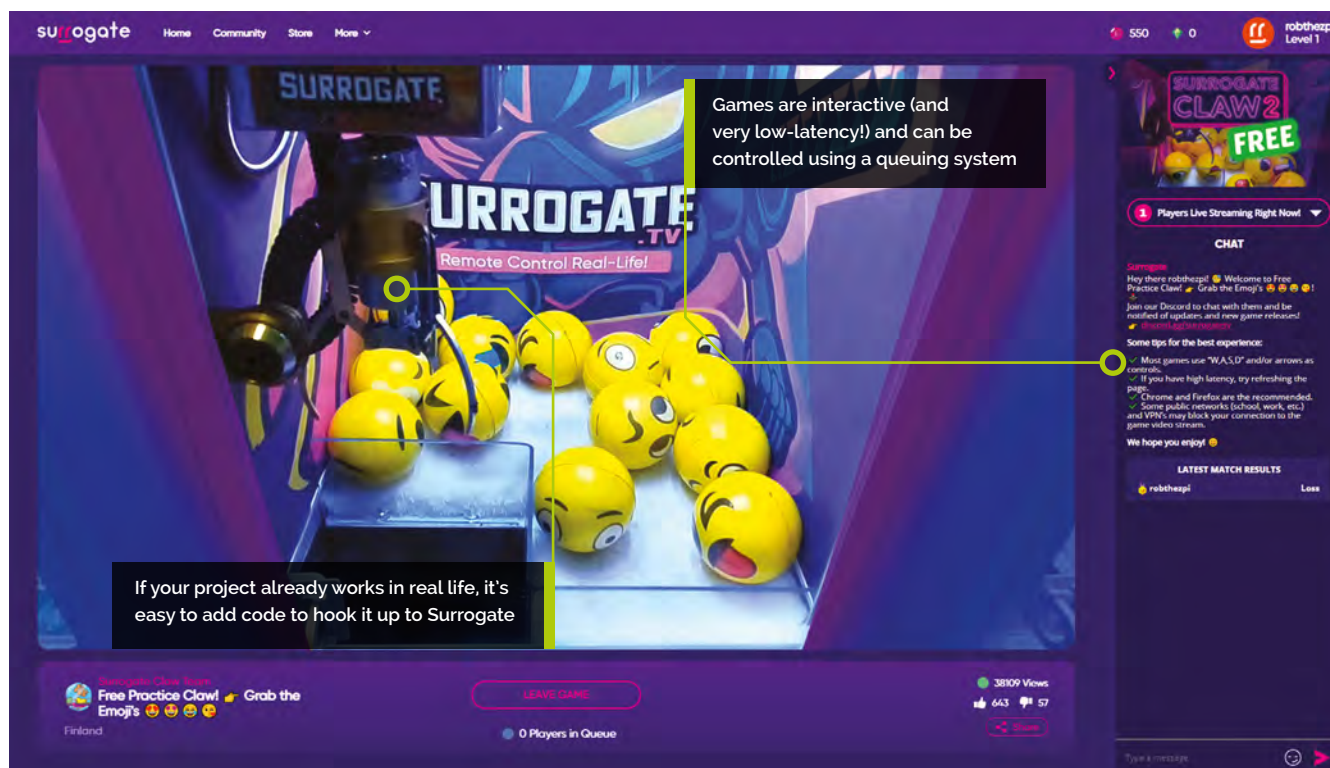 surrogate
Home Community Store More
550 0
robthezp
Level 1
SURROGATE
SURROGATE
.TV
Remote Control Real-Life!
Games are interactive (and
very low-latency!) and can be
controlled using a queuing system
If your project already works in real life, it's
easy to add code to hook it up to Surrogate
SURROGATE
CLAW 2
FREE
1 Players Live Streaming Right Now!
CHAT
Surrogate
Hey there robthezpi! 👋 Welcome to Free
Practice Claw! 👉 Grab the Emoji's 🤩 😍 😂 😘 !
Join our Discord to chat with them and be
notified of updates and new game releases!
Some tips for the best experience:
✓ Most games use "W,A,S,D" and/or arrows as
controls.
✓ If you have high latency, try refreshing the
page.
✓ Chrome and Firefox are the recommended.
✓ Some public networks (school, work, etc.)
and VPN's may block your connection to the
game video stream.
We hope you enjoy! 😀
LATEST MATCH RESULTS
robthezpi Loss
Type a message
Free Practice Claw! 👉 Grab the
Emoji's 🤩 😍 😂 😘
Finland
LEAVE GAME
0 Players in Queue
38109 Views
643 57
Share